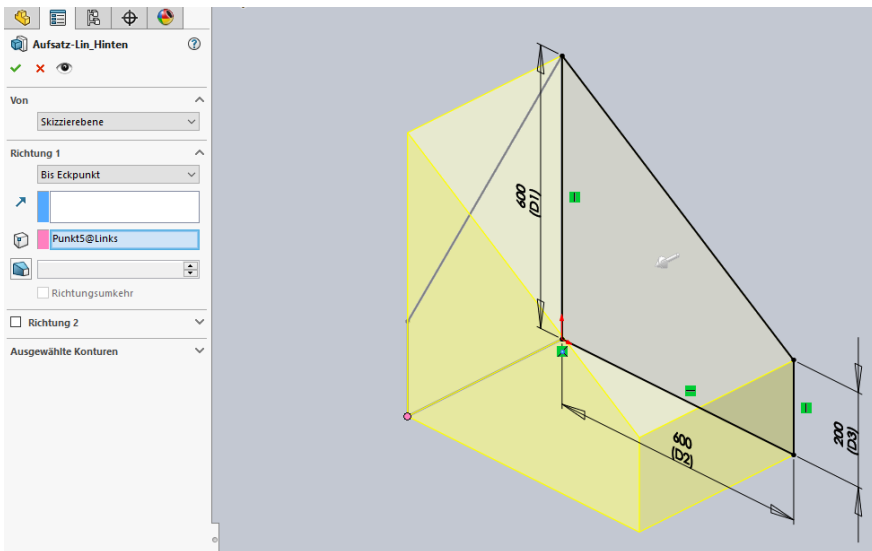 Aufsatz-Lin_Hinten
Von
Skizzierebene
Richtung 1
Bis Eckpunkt
Punkt5@Links
Richtungsumkehr
Richtung 2
Ausgewählte Konturen
600
(D1)
600
(D2)
200
(D3)